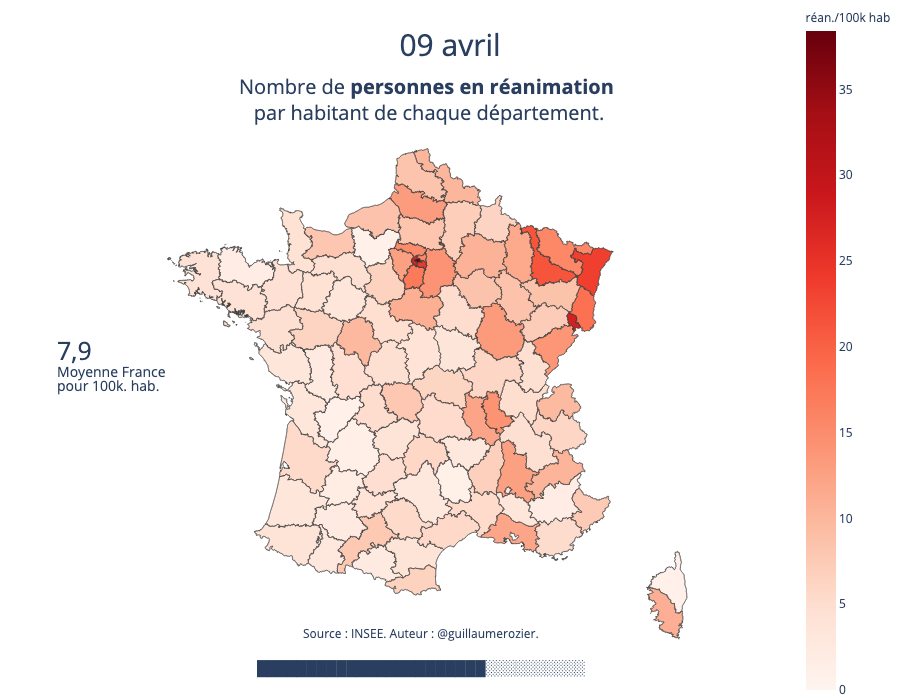 réan./100k hab
09 avril
Nombre de personnes en réanimation
par habitant de chaque département.
35
30
25
20
15
10
5
0
7,9
Moyenne France
pour 100k. hab.
Source : INSEE. Auteur : @guillaumerozier.